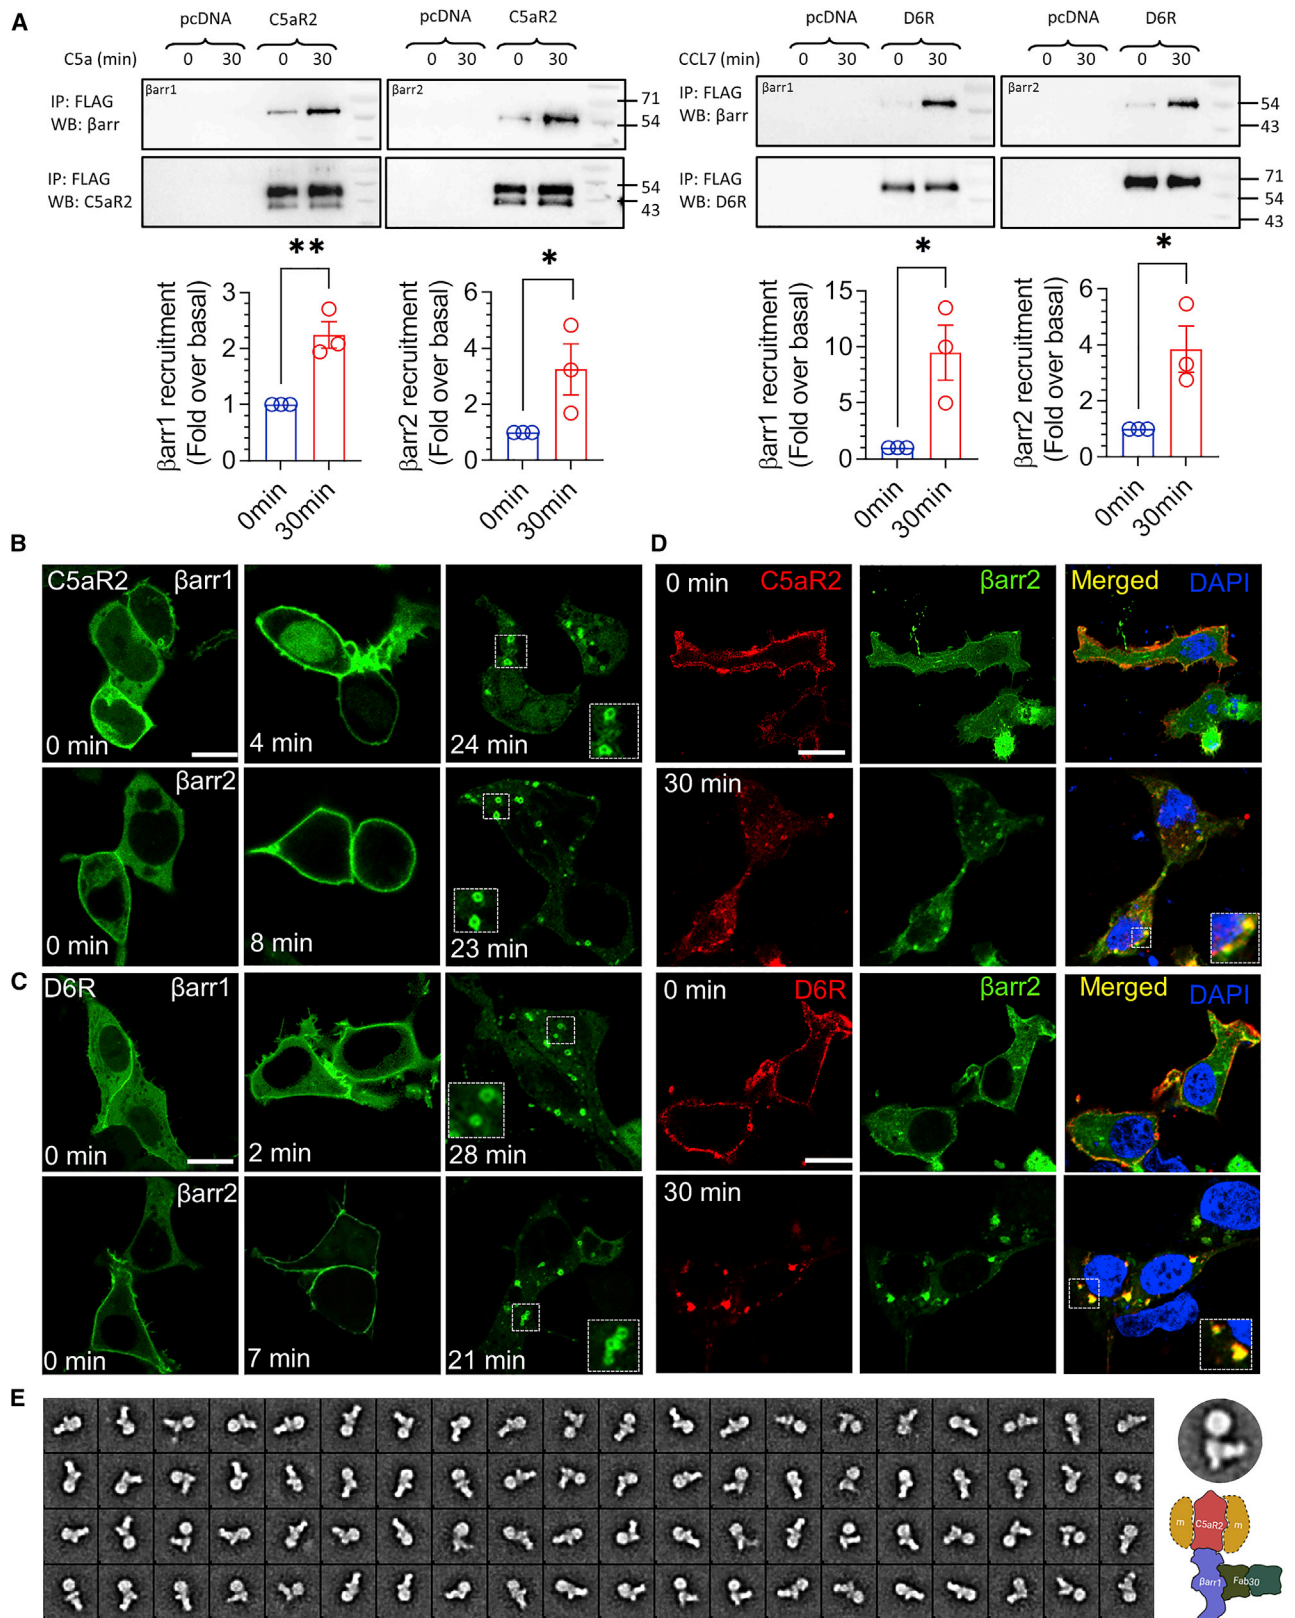 A
pcDNA C5aR2 pcDNA C5aR2
C5a (min) 0 30 0 30 0 30 0 30
IP: FLAG
WB: βarr
βarr1
βarr2
71
54
IP: FLAG
WB: C5aR2
54
43
pcDNA D6R pcDNA D6R
CCL7 (min) 0 30 0 30 0 30 0 30
IP: FLAG
WB: βarr
βarr1
βarr2
54
43
IP: FLAG
WB: D6R
71
54
43
**
βarr1 recruitment
(Fold over basal)
3
2
1
0
0min
30min
*
βarr2 recruitment
(Fold over basal)
6
4
2
0
0min
30min
*
βarr1 recruitment
(Fold over basal)
15
10
5
0
0min
30min
*
βarr2 recruitment
(Fold over basal)
6
4
2
0
0min
30min
B
C5aR2 βarr1
0 min
4 min
24 min
βarr2
0 min
8 min
23 min
C
D6R βarr1
0 min
2 min
28 min
βarr2
0 min
7 min
21 min
D
0 min C5aR2 βarr2 Merged DAPI
30 min
0 min D6R βarr2 Merged DAPI
30 min
E
m C5aR2 m
βarr1 Fab30